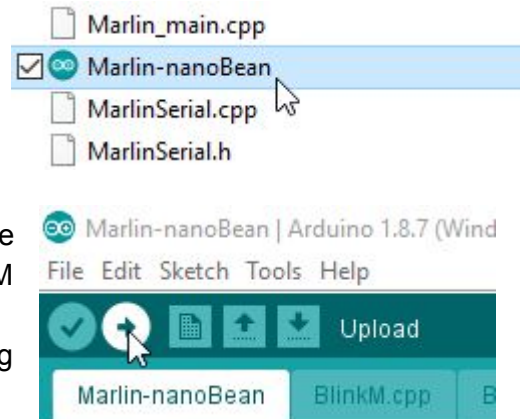 Marlin_main.cpp
Marlin-nanoBean
MarlinSerial.cpp
MarlinSerial.h
e
Marlin-nanoBean | Arduino 1.8.7 (Wind
M
File Edit Sketch Tools Help
Upload
g
Marlin-nanoBean BlinkM.cpp B